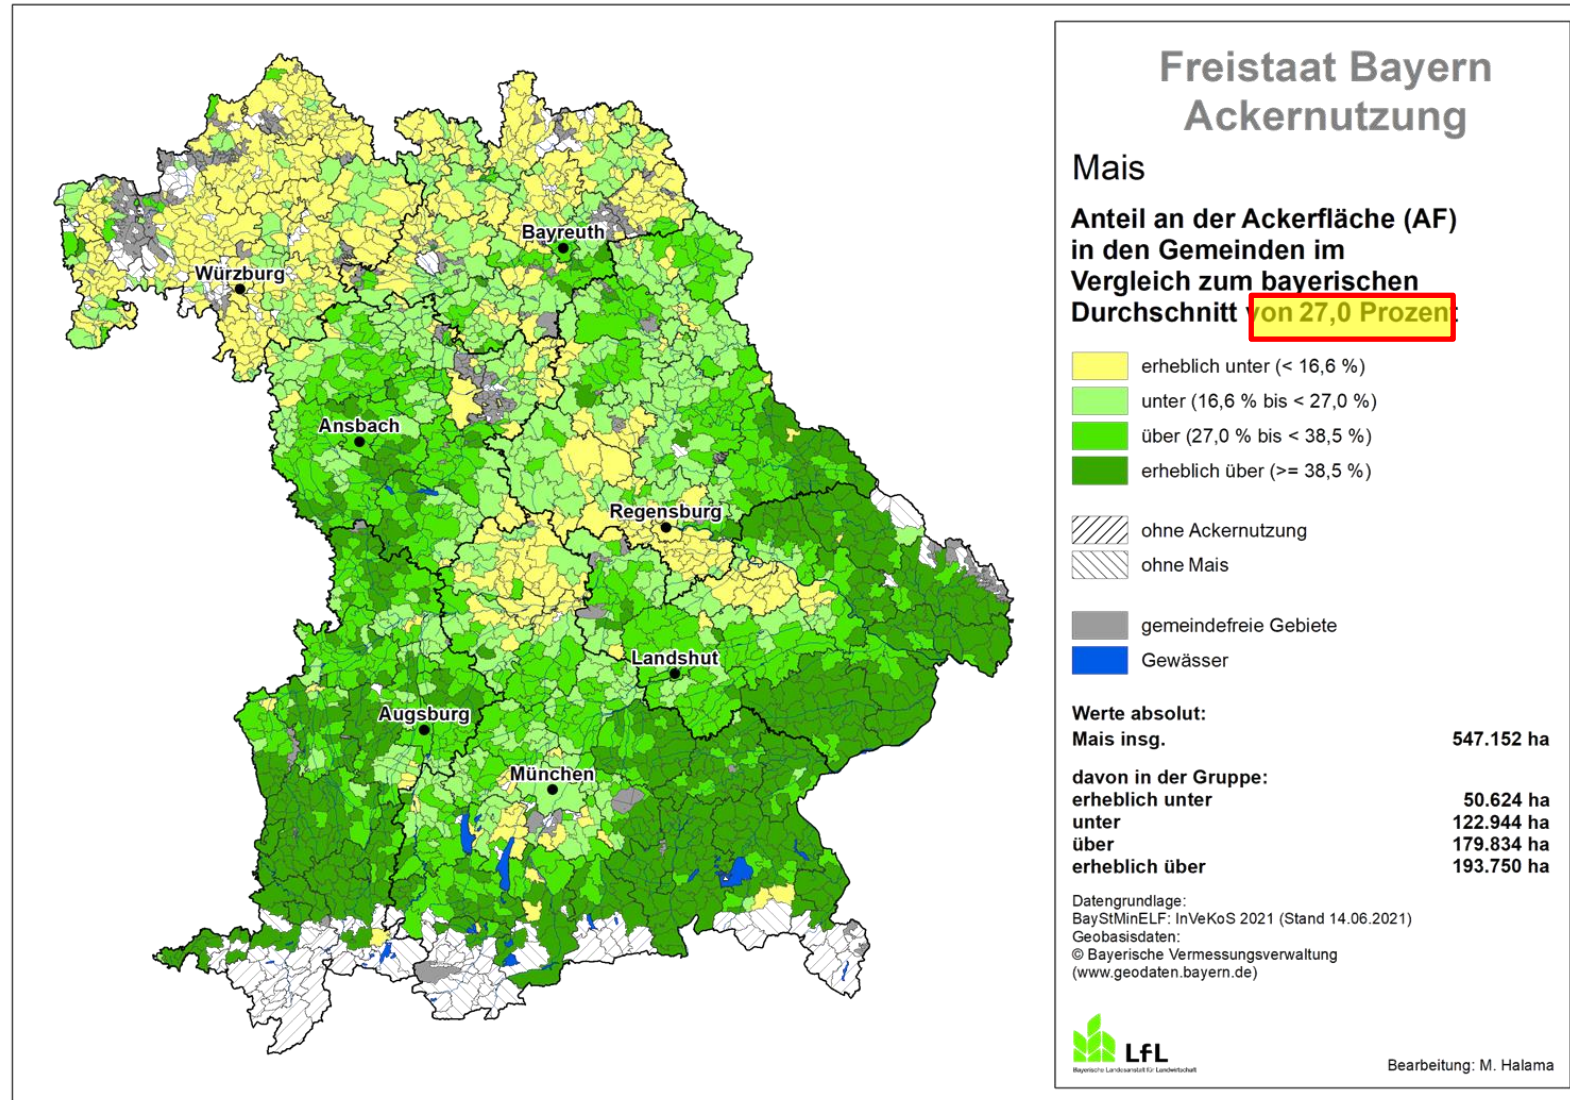 Freistaat Bayern
Ackernutzung
Mais
Anteil an der Ackerfläche (AF)
in den Gemeinden im
Vergleich zum bayerischen
Durchschnitt von 27,0 Prozent
erheblich unter (< 16,6 %)
unter (16,6 % bis < 27,0 %)
über (27,0 % bis < 38,5 %)
erheblich über (>= 38,5 %)
ohne Ackernutzung
ohne Mais
gemeindefreie Gebiete
Gewässer
Werte absolut:
Mais insg. 547.152 ha
davon in der Gruppe:
erheblich unter 50.624 ha
unter 122.944 ha
über 179.834 ha
erheblich über 193.750 ha
Datengrundlage:
BayStMinELF: InVeKoS 2021 (Stand 14.06.2021)
Geobasisdaten:
© Bayerische Vermessungsverwaltung
(www.geodaten.bayern.de)
LfL
Bayerische Landesanstalt für Landwirtschaft
Bearbeitung: M. Halama
Bayreuth
Würzburg
Ansbach
Regensburg
Landshut
Augsburg
München